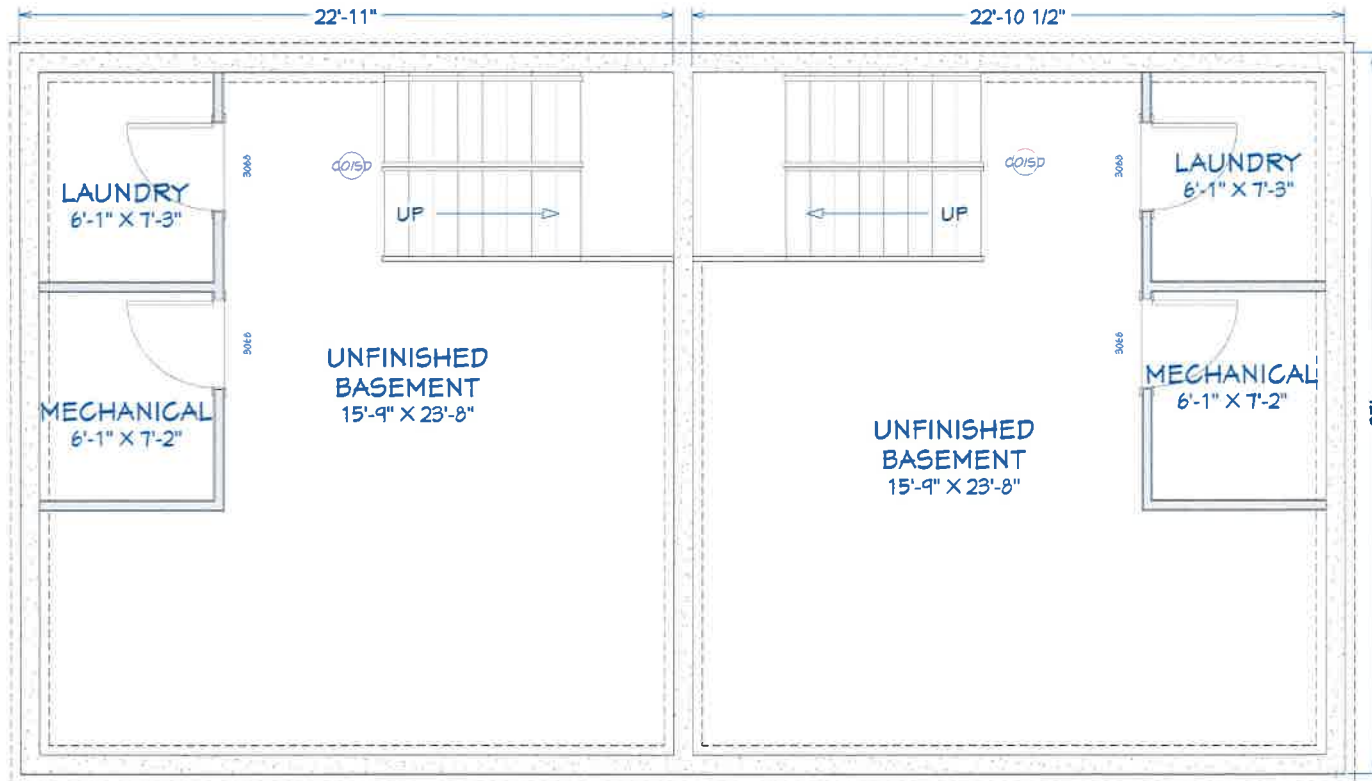 22'-11"
22'-10 1/2"
3068
CO/SD
CO/SD
3068
LAUNDRY
6'-1" X 7'-3"
LAUNDRY
6'-1" X 7'-3"
UP
UP
3068
3068
UNFINISHED
BASEMENT
15'-9" X 23'-8"
MECHANICAL
6'-1" X 7'-2"
MECHANICAL
6'-1" X 7'-2"
UNFINISHED
BASEMENT
15'-9" X 23'-8"